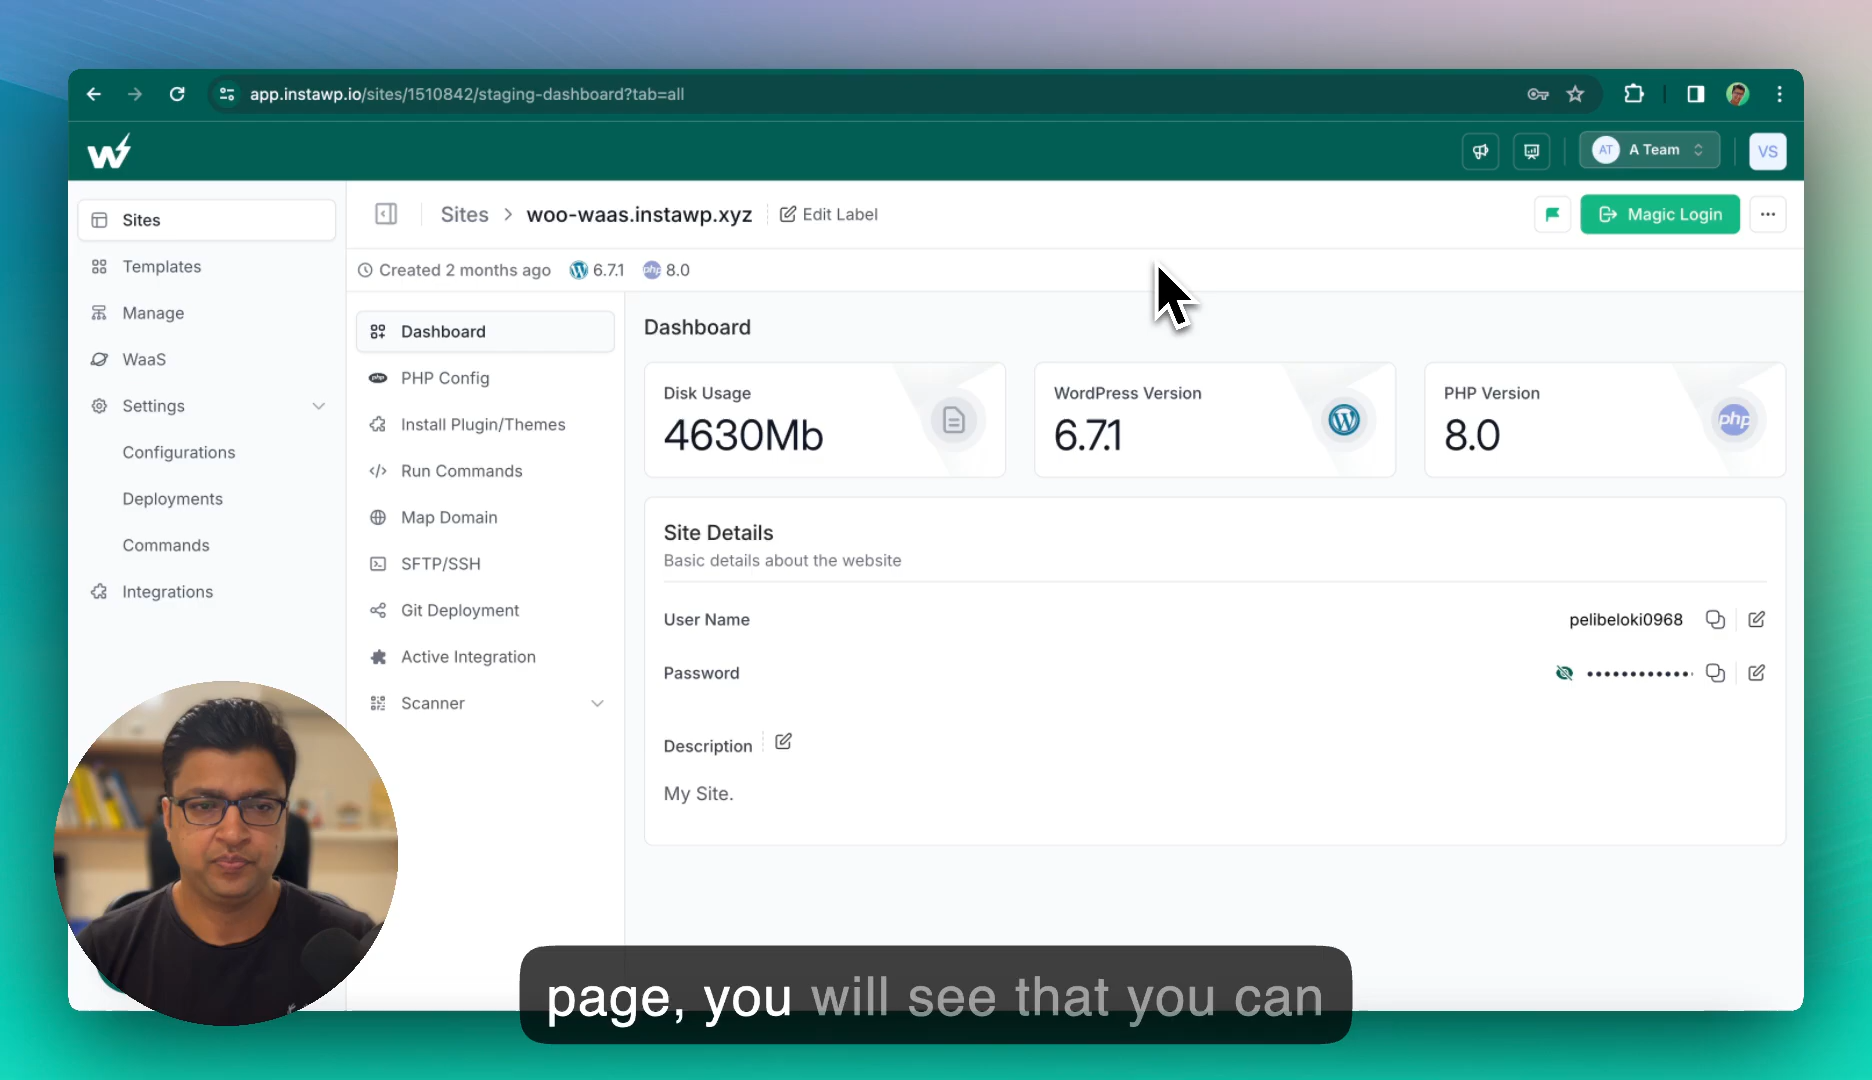 app.instawp.io/sites/1510842/staging-dashboard?tab=all
AT A Team
VS
Sites
Templates
Manage
WaaS
Settings
Configurations
Deployments
Commands
Integrations
Sites > woo-waas.instawp.xyz Edit Label
Magic Login
Created 2 months ago 6.7.1 php 8.0
Dashboard
PHP Config
Install Plugin/Themes
Run Commands
Map Domain
SFTP/SSH
Git Deployment
Active Integration
Scanner
Dashboard
Disk Usage
4630Mb
WordPress Version
6.7.1
PHP Version
8.0
php
Site Details
Basic details about the website
User Name
pelibeloki0968
Password
Description
My Site.
page, you will see that you can